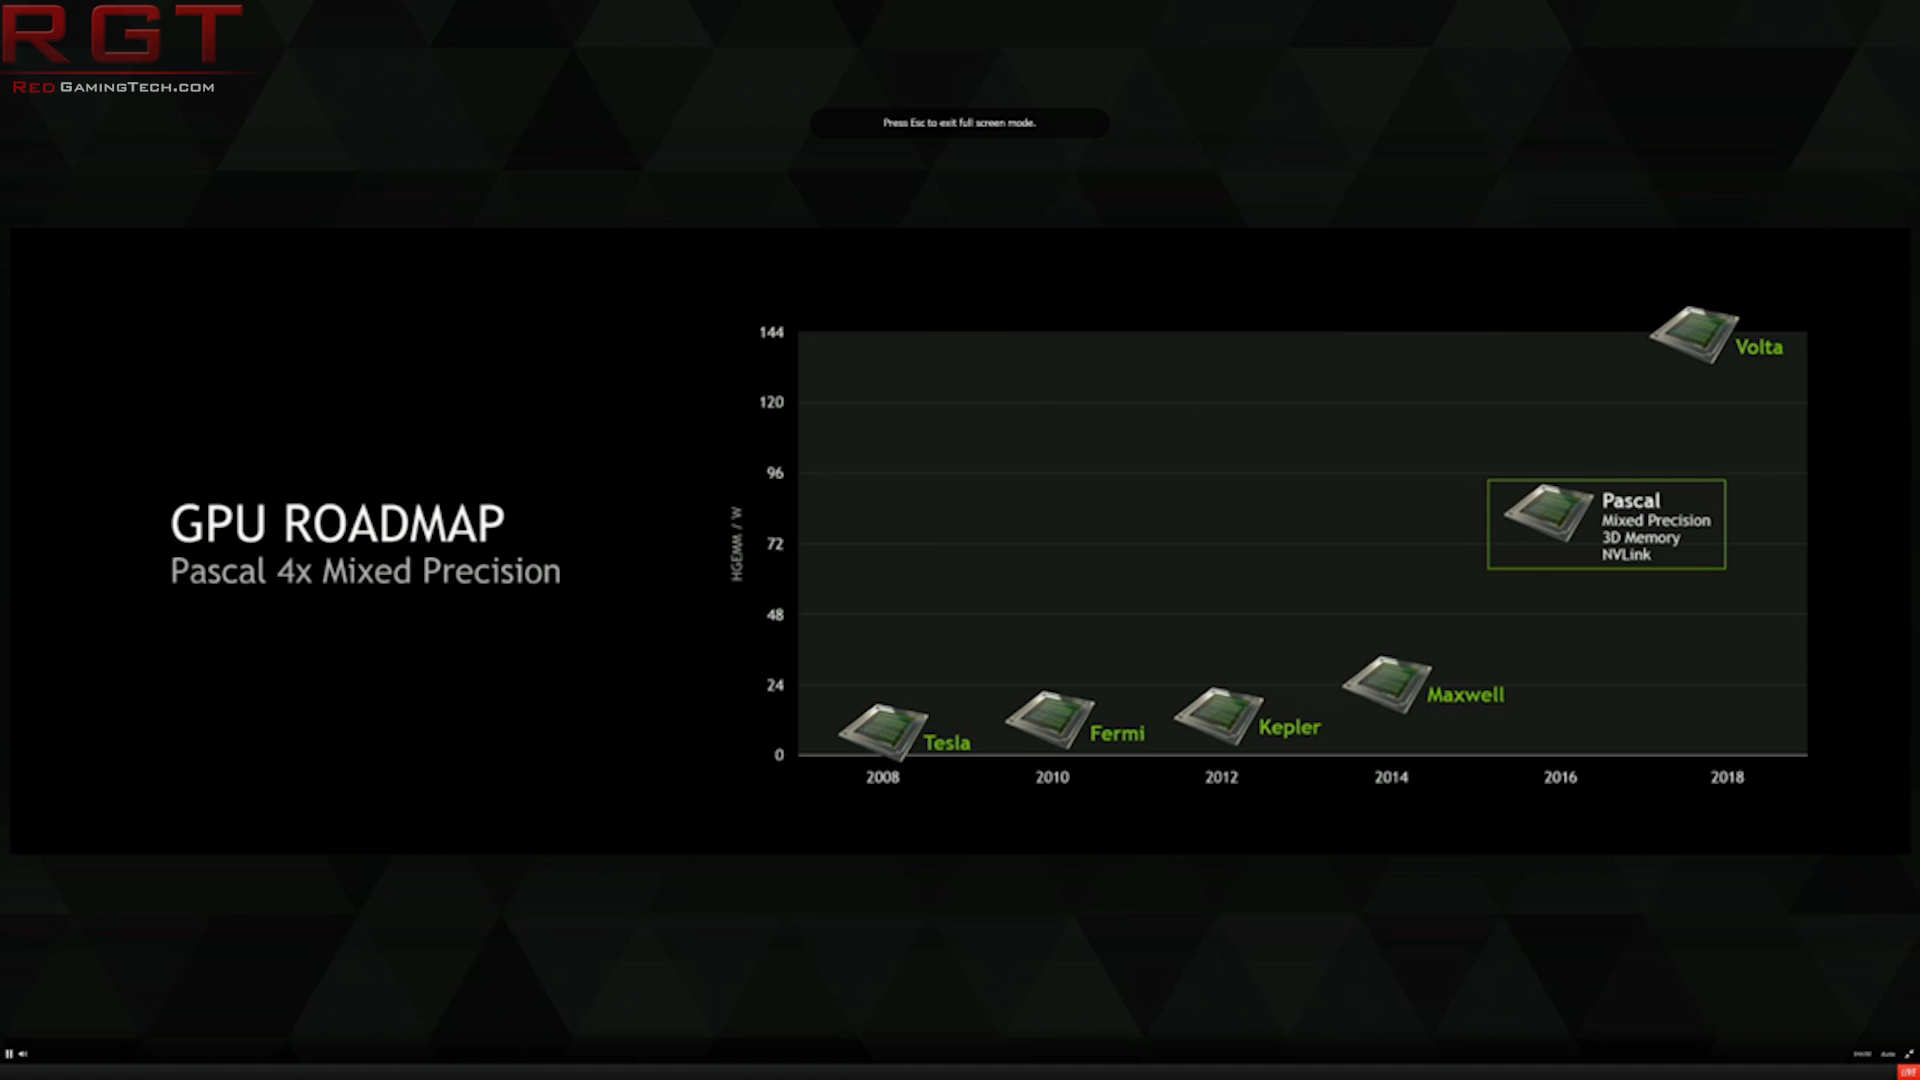 RGT
RED GAMINGTECH.COM
Press Esc to exit full screen mode.
GPU ROADMAP
Pascal 4x Mixed Precision
HGEMM / W
144
120
96
72
48
24
0
Volta
Pascal
Mixed Precision
3D Memory
NVLink
Maxwell
Kepler
Fermi
Tesla
2008
2010
2012
2014
2016
2018
LIVE